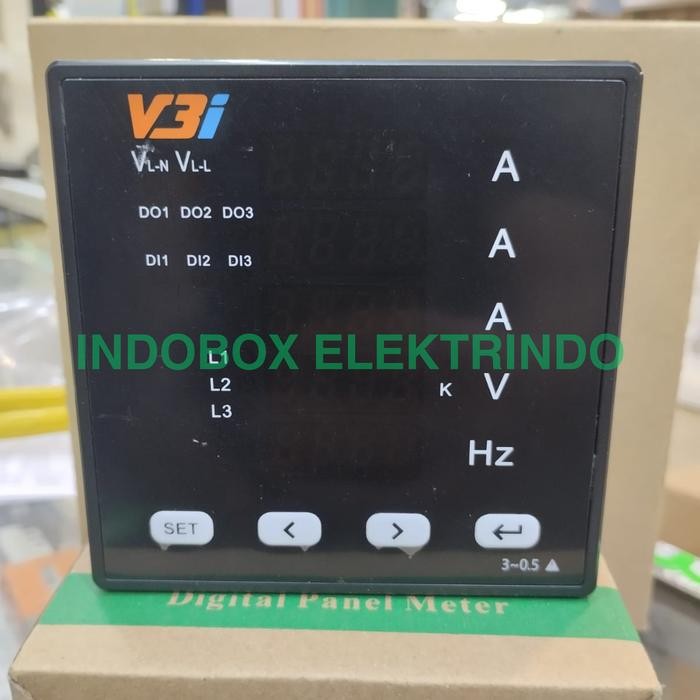 V3i
VL-N VL-L
A
DO1 DO2 DO3
A
DI1 DI2 DI3
A
INDOBOX ELEKTRINDO
L1
L2
K V
L3
Hz
SET < > ↵
3~0.5
Digital Panel Meter